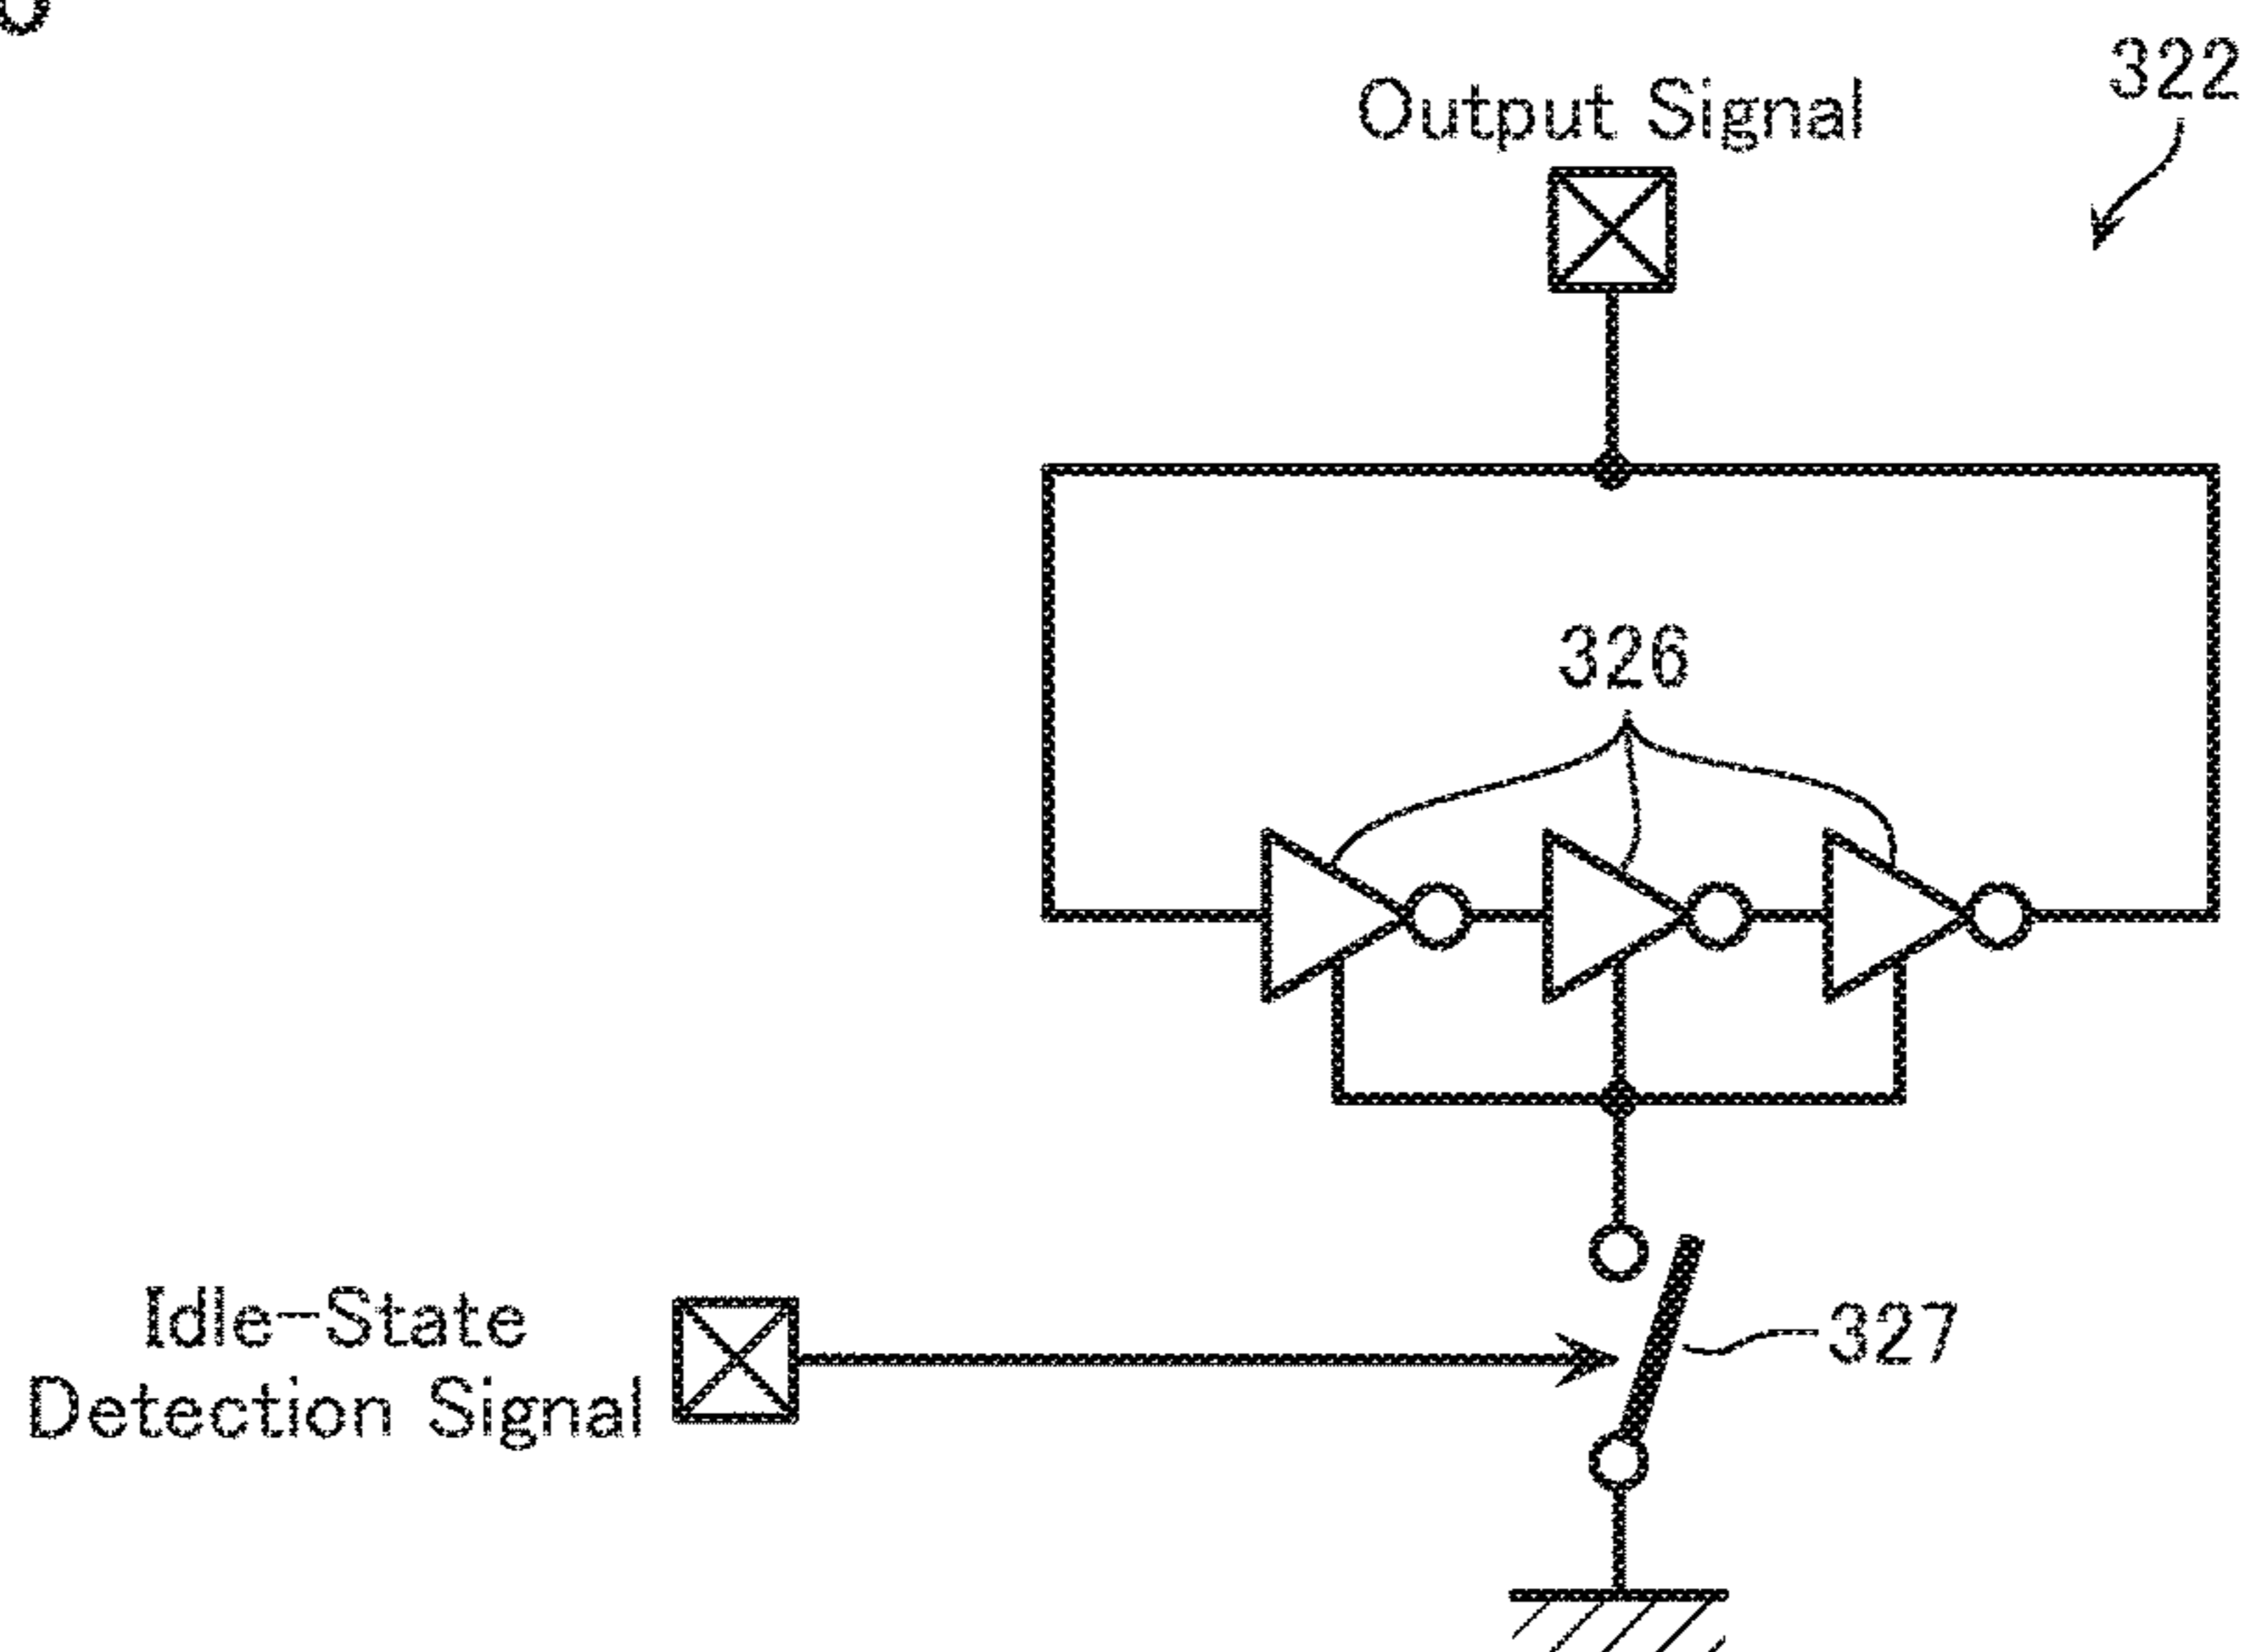 322
Output Signal
326
Idle-State
Detection Signal
327